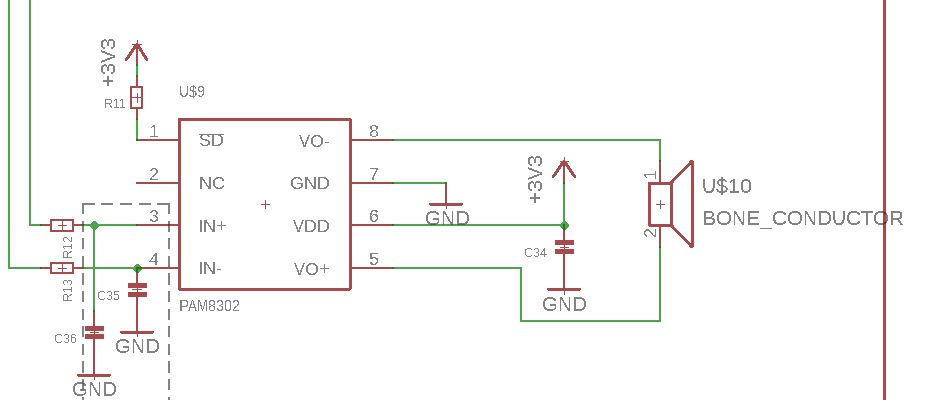 +3V3
R11
U$9
1
SD
VO-
8
2
NC
GND
7
GND
3
IN+
VDD
6
4
IN-
VO+
5
PAM8302
R12
R13
C35
GND
C36
GND
+3V3
C34
GND
1
2
U$10
BONE_CONDUCTOR